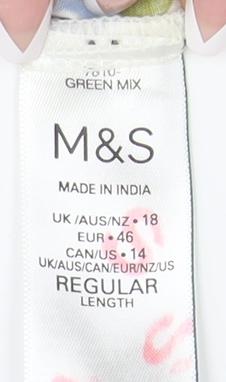 7810-
GREEN MIX
M&S
MADE IN INDIA
UK /AUS/NZ • 18
EUR • 46
CAN/US • 14
UK/AUS/CAN/EUR/NZ/US
REGULAR
LENGTH